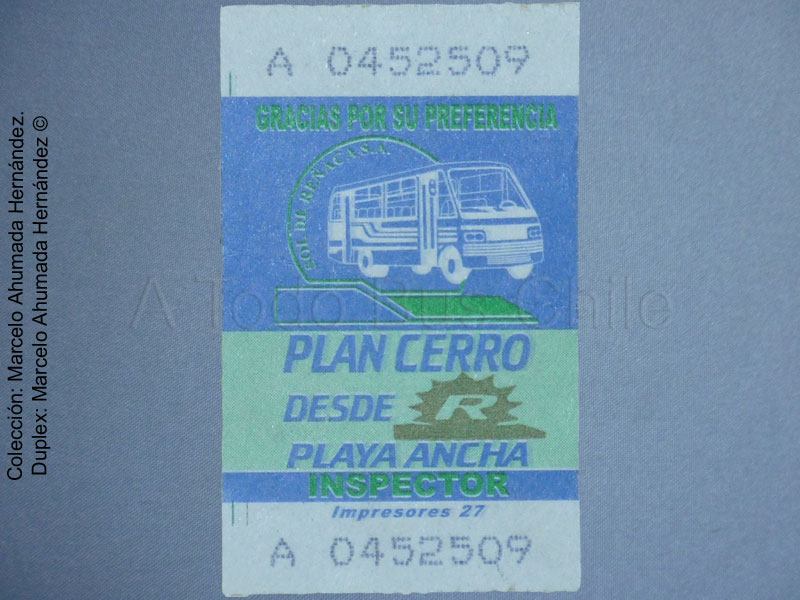 A 0452509
GRACIAS POR SU PREFERENCIA
SOL DE REÑACA S.A.
A Todo Bus Chile
PLAN CERRO
DESDE R
PLAYA ANCHA
INSPECTOR
Impresores 27
A 0452509
Colección: Marcelo Ahumada Hernández.
Duplex: Marcelo Ahumada Hernández ©